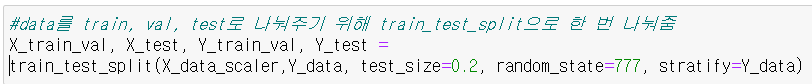 #data를 train, val, test로 나눠주기 위해 train_test_split으로 한 번 나눠줌
X_train_val, X_test, Y_train_val, Y_test =
train_test_split(X_data_scaler,Y_data, test_size=0.2, random_state=777, stratify=Y_data)